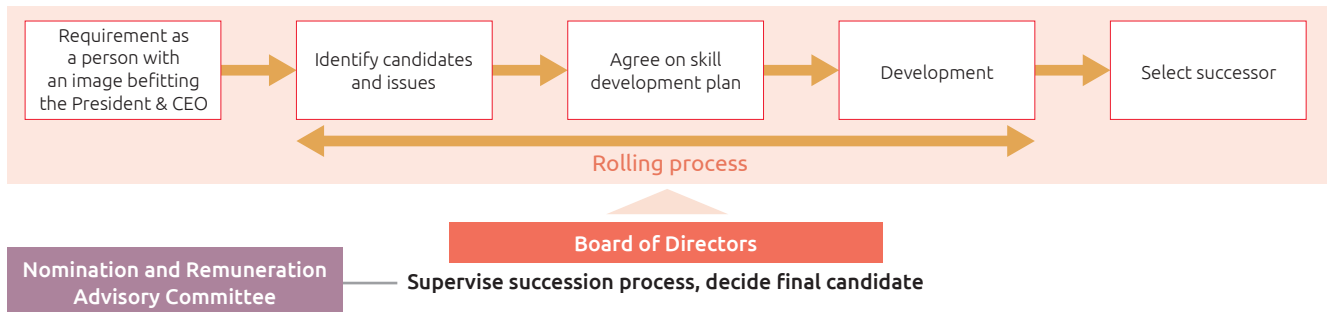 Requirement as
a person with
an image befitting
the President & CEO
Identify candidates
and issues
Agree on skill
development plan
Development
Select successor
Rolling process
Board of Directors
Nomination and Remuneration
Advisory Committee
Supervise succession process, decide final candidate